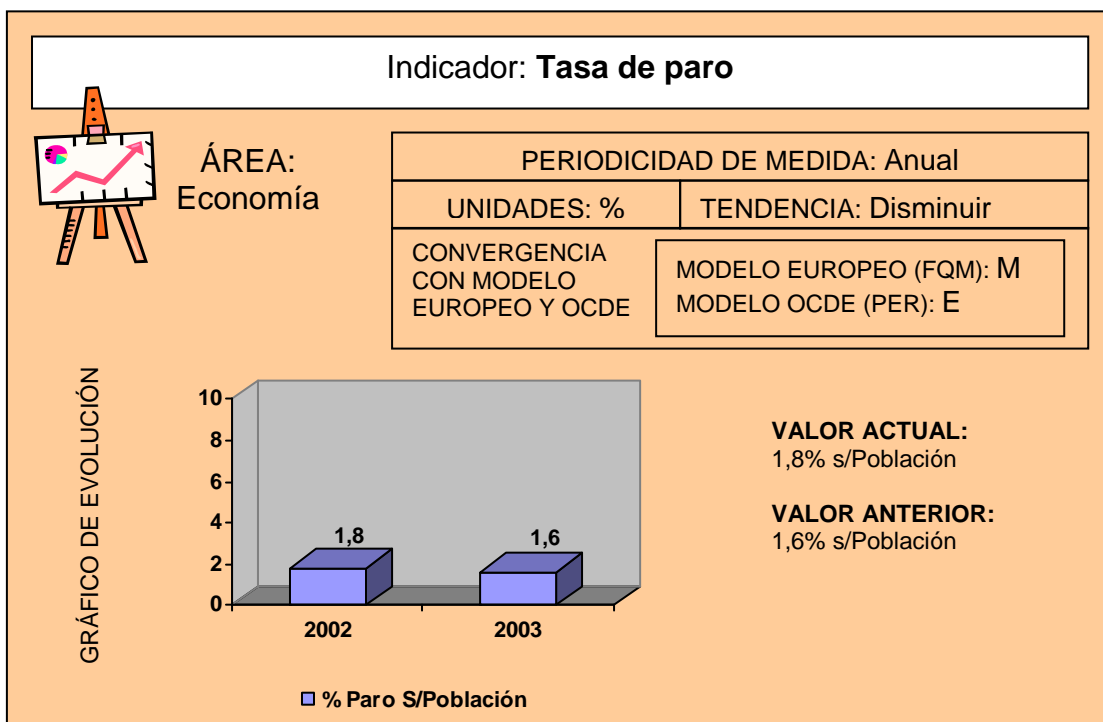 Indicador: Tasa de paro
ÁREA:
Economía
PERIODICIDAD DE MEDIDA: Anual
UNIDADES: %
TENDENCIA: Disminuir
CONVERGENCIA
CON MODELO
EUROPEO Y OCDE
MODELO EUROPEO (FQM): M
MODELO OCDE (PER): E
GRÁFICO DE EVOLUCIÓN
10
8
6
4
2
0
1,8
1,6
2002
2003
% Paro S/Población
VALOR ACTUAL:
1,8% s/Población
VALOR ANTERIOR:
1,6% s/Población